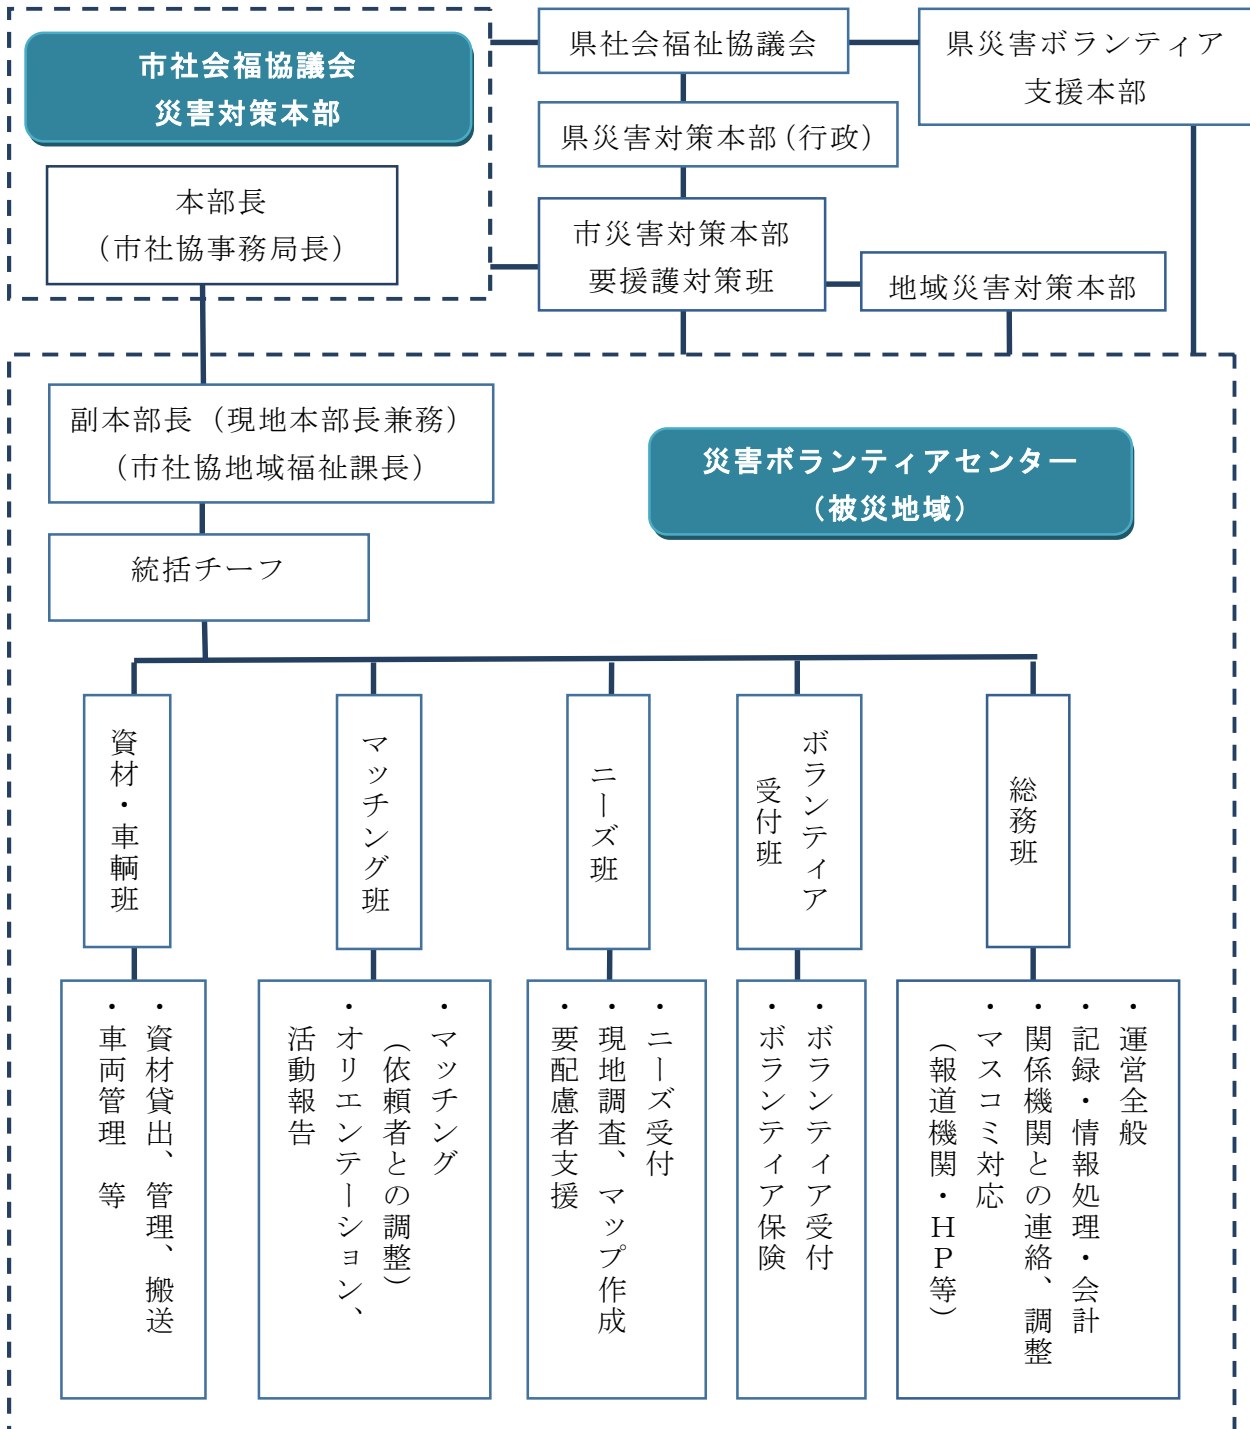 市社会福協議会
災害対策本部
本部長
（市社協事務局長）
県社会福祉協議会
県災害ボランティア
支援本部
県災害対策本部（行政）
市災害対策本部
要援護対策班
地域災害対策本部
副本部長（現地本部長兼務）
（市社協地域福祉課長）
災害ボランティアセンター
（被災地域）
統括チーフ
資材・車輌班
マッチング班
ニーズ班
ボランティア
受付班
総務班
・資材貸出、管理、搬送
・車両管理　等
・マッチング
（依頼者との調整）
・オリエンテーション、
活動報告
・ニーズ受付
・現地調査、マップ作成
・要配慮者支援
・ボランティア受付
・ボランティア保険
・運営全般
・記録・情報処理・会計
・関係機関との連絡、調整
・マスコミ対応
（報道機関・ＨＰ等）